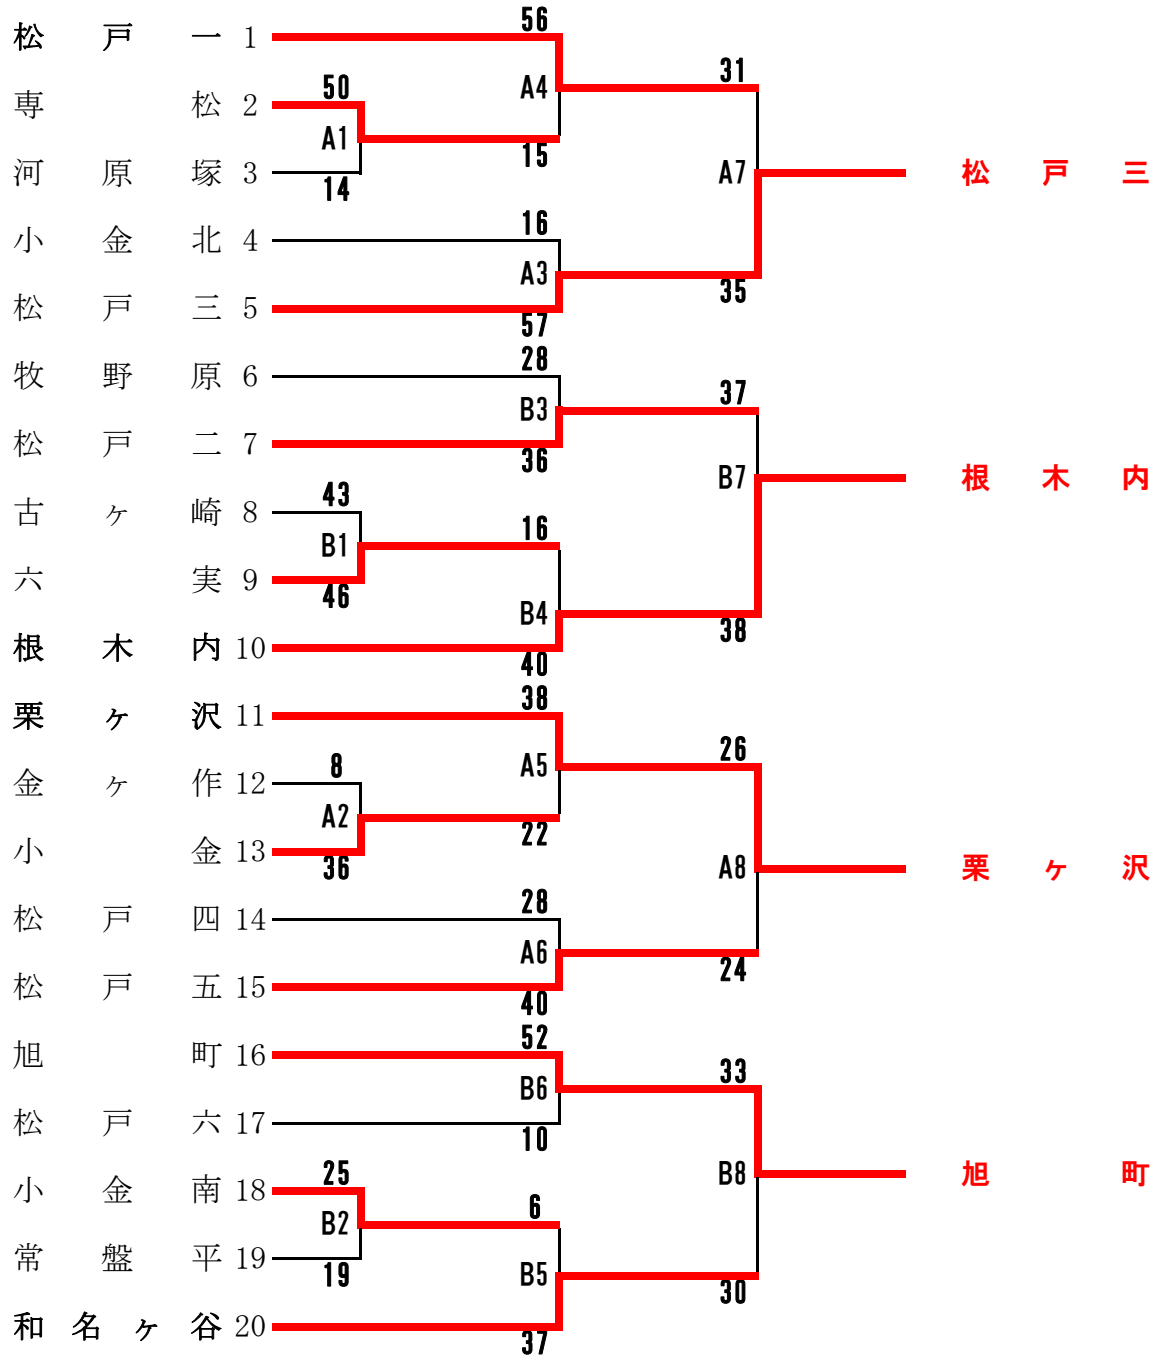 56
松戸一 1
31
50
A4
専松 2
A1
15
河原塚 3
14
A7
松戸三
16
小金北 4
A3
35
松戸三 5
57
28
牧野原 6
37
B3
松戸二 7
36
B7
根木内
43
古ヶ崎 8
16
B1
六実 9
46
B4
38
根木内 10
40
38
栗ヶ沢 11
26
8
A5
金ヶ作 12
A2
22
小金 13
36
A8
栗ヶ沢
28
松戸四 14
A6
24
松戸五 15
40
52
旭町 16
33
B6
松戸六 17
10
25
B8
旭町
小金南 18
6
B2
常盤平 19
19
B5
30
和名ヶ谷 20
37